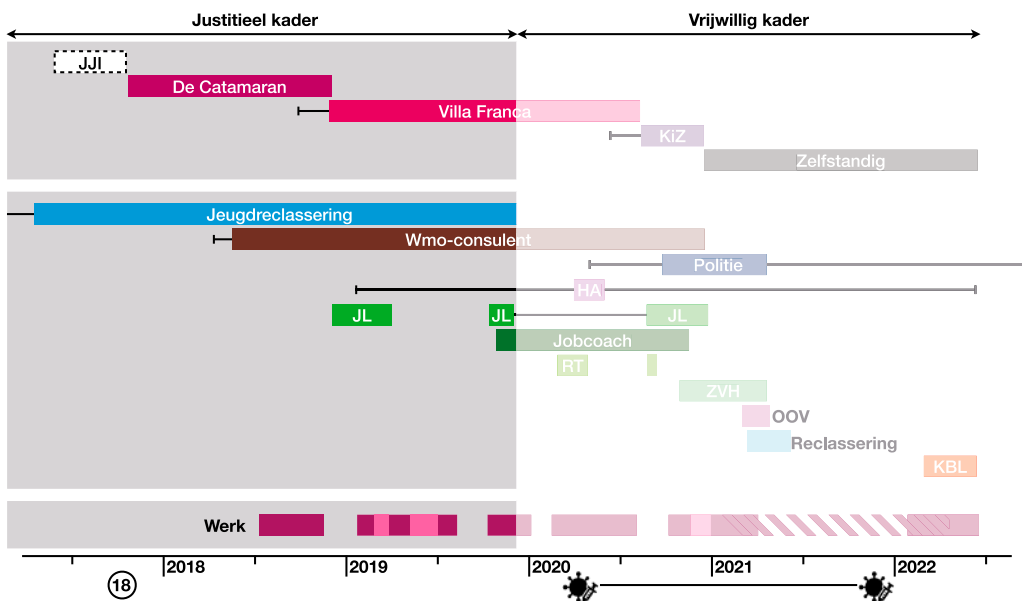 Justitieel kader Vrijwillig kader
JJI
De Catamaran
Villa Franca
KiZ
Zelfstandig
Jeugdreclassering
Wmo-consulent
Politie
HA
JL JL JL
Jobcoach
RT
ZVH
OOV
Reclassering
KBL
Werk
2018 2019 2020 2021 2022
18